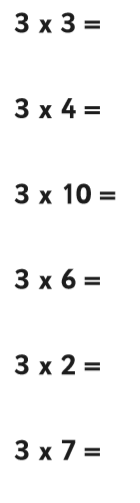 3 x 3 =
3 x 4 =
3 x 10 =
3 x 6 =
3 x 2 =
3 x 7 =